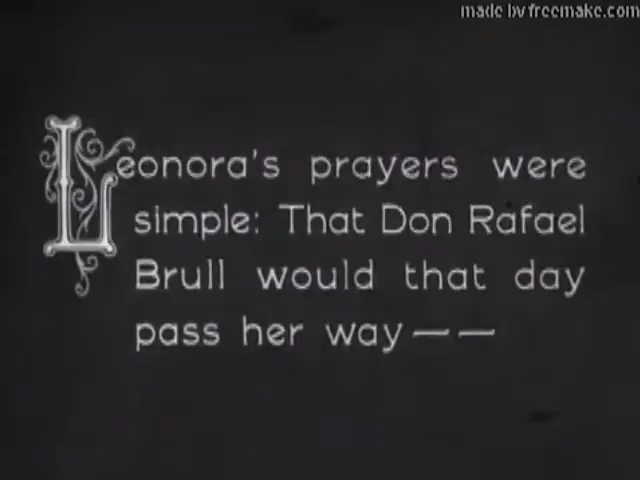 made by freemake.com
Leonora's prayers were
simple: That Don Rafael
Brull would that day
pass her way — —